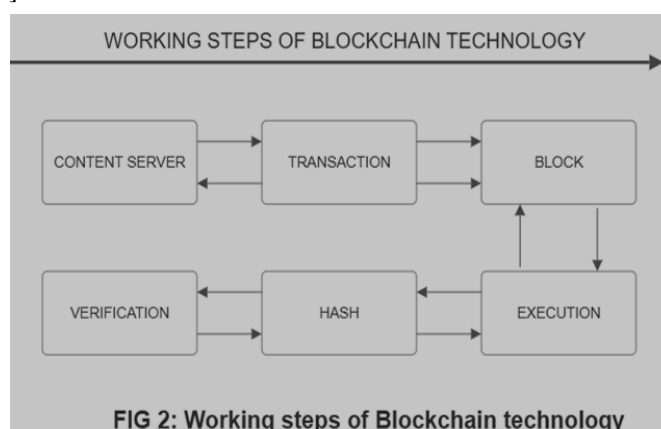 WORKING STEPS OF BLOCKCHAIN TECHNOLOGY
CONTENT SERVER
TRANSACTION
BLOCK
VERIFICATION
HASH
EXECUTION
FIG 2: Working steps of Blockchain technology